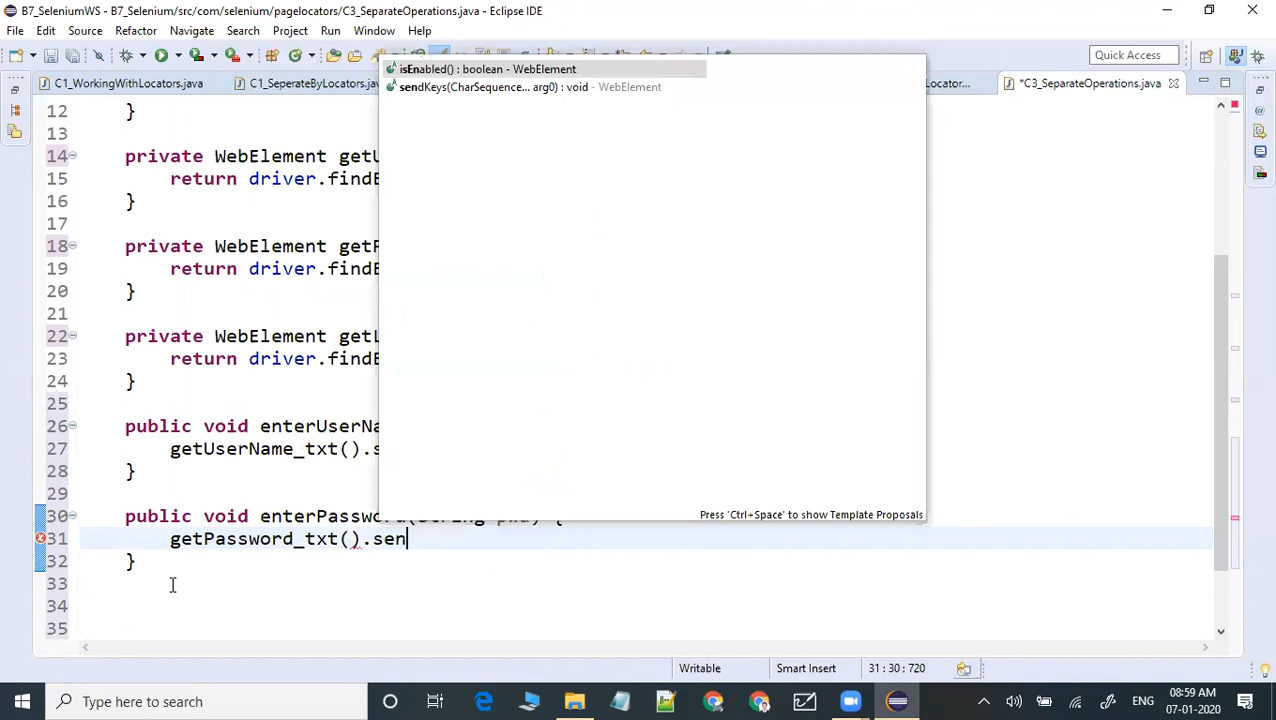 B7_SeleniumWS - B7_Selenium/src/com/selenium/pagelocators/C3_SeparateOperations.java - Eclipse IDE
File Edit Source Refactor Navigate Search Project Run Window Help
Quick Access
C1_WorkingWithLocators.java C1_SeperateByLocators.jav Locator... *C3_SeparateOperations.java
isEnabled() : boolean - WebElement
sendKeys(CharSequence... arg0) : void - WebElement
12 }
13
14 private WebElement getU
15 return driver.findE
16 }
17
18 private WebElement getP
19 return driver.findE
20 }
21
22 private WebElement getL
23 return driver.findE
24 }
25
26 public void enterUserNa
27 getUserName_txt().s
28 }
29
30 public void enterPassword(String pwd) {
Press 'Ctrl+Space' to show Template Proposals
31 getPassword_txt().sen
32 }
33
34
35
Writable Smart Insert 31 : 30 : 720
Type here to search
ENG
08:59 AM
07-01-2020